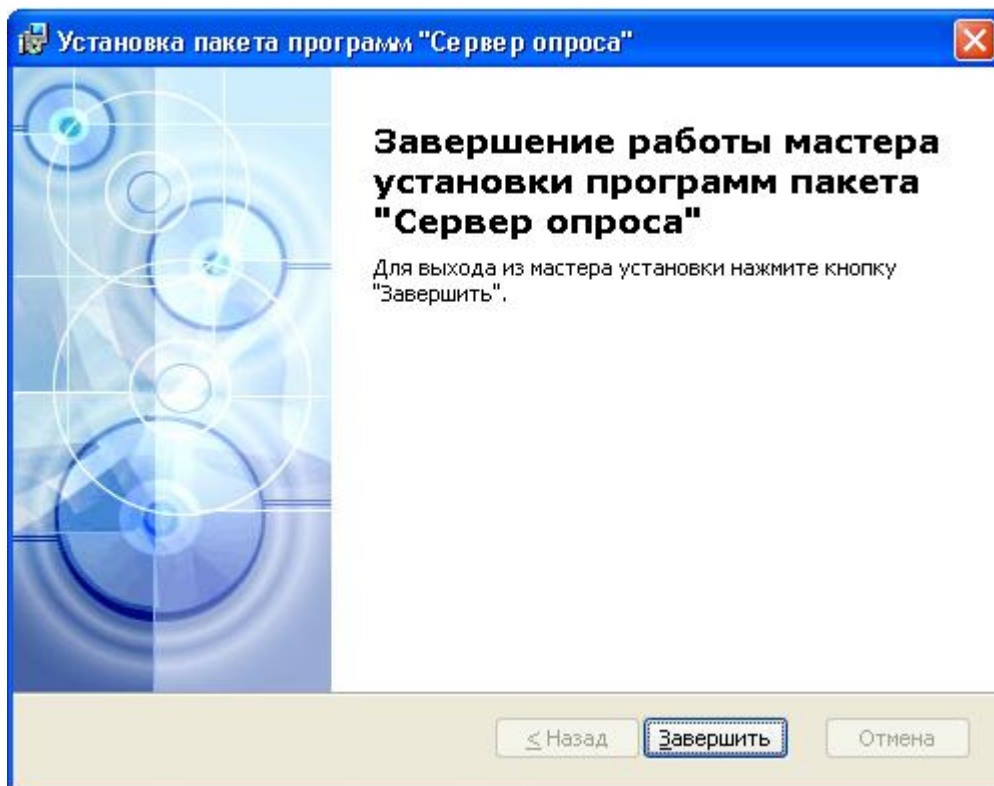 Установка пакета программ "Сервер опроса"
Завершение работы мастера
установки программ пакета
"Сервер опроса"
Для выхода из мастера установки нажмите кнопку
"Завершить".
< Назад
Завершить
Отмена